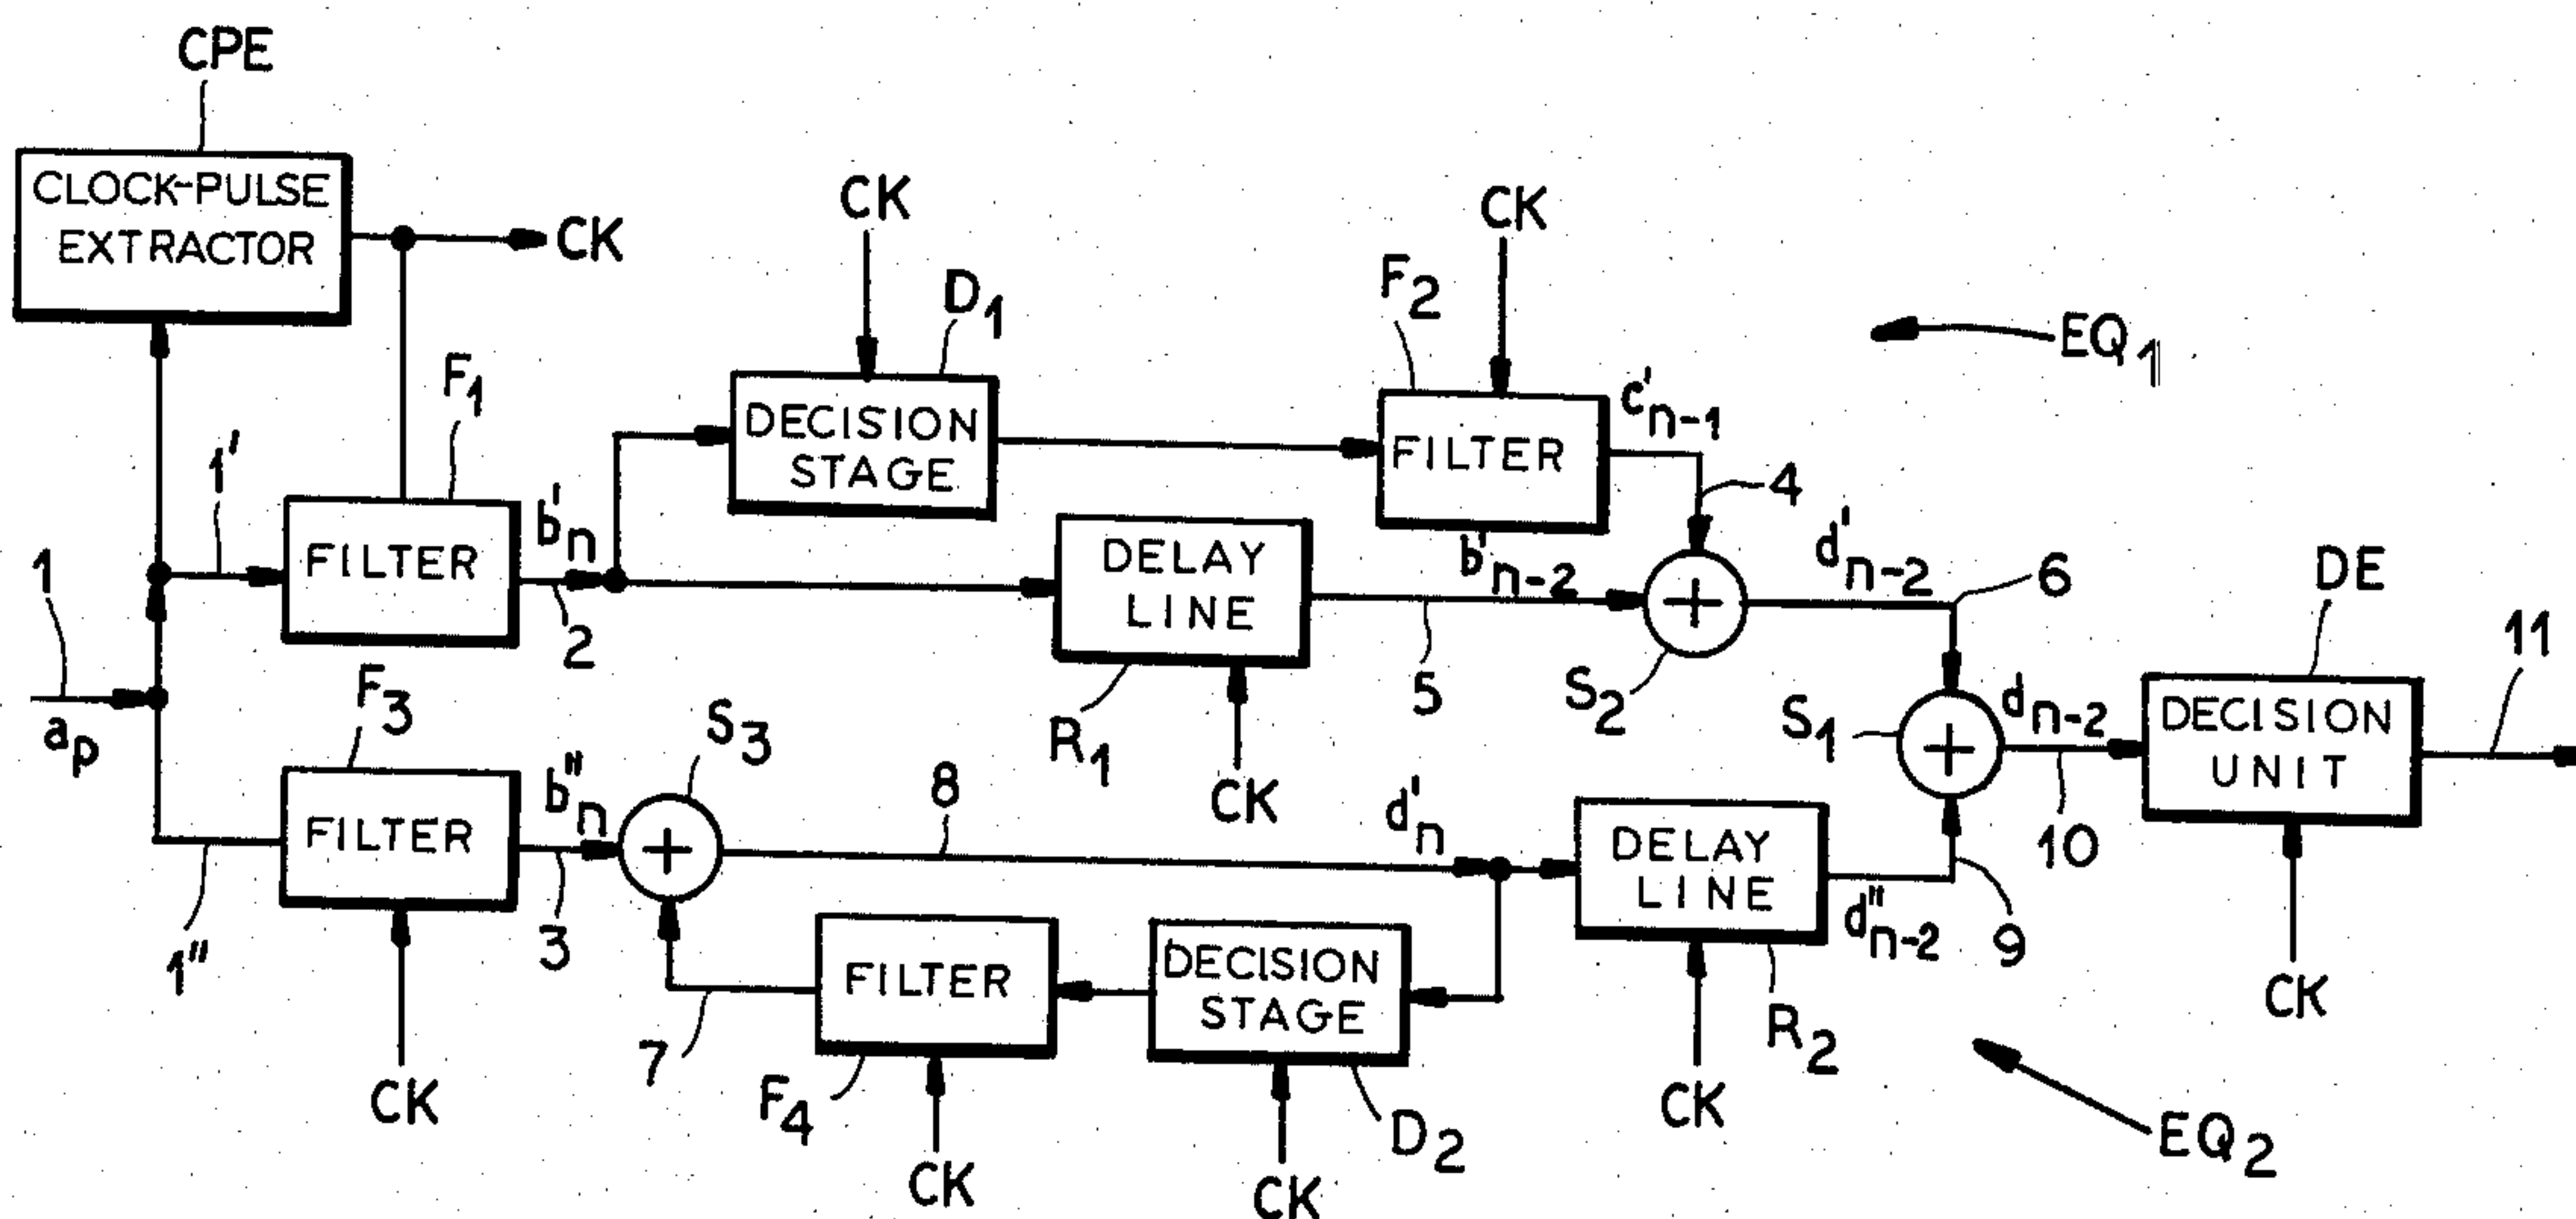 CPE
CLOCK-PULSE
EXTRACTOR
CK
CK
CK
D1
F2
EQ1
F1
DECISION
STAGE
FILTER
c'n-1
4
1'
FILTER
b'n
2
DELAY
LINE
b'n-2
d'n-2
6
DE
1
ap
5
S2
11
F3
S3
R1
CK
S1
dn-2
DECISION
UNIT
10
FILTER
b"n
3
8
d'n
DELAY
LINE
d"n-2
9
1"
7
FILTER
DECISION
STAGE
R2
CK
CK
F4
CK
CK
D2
CK
EQ2